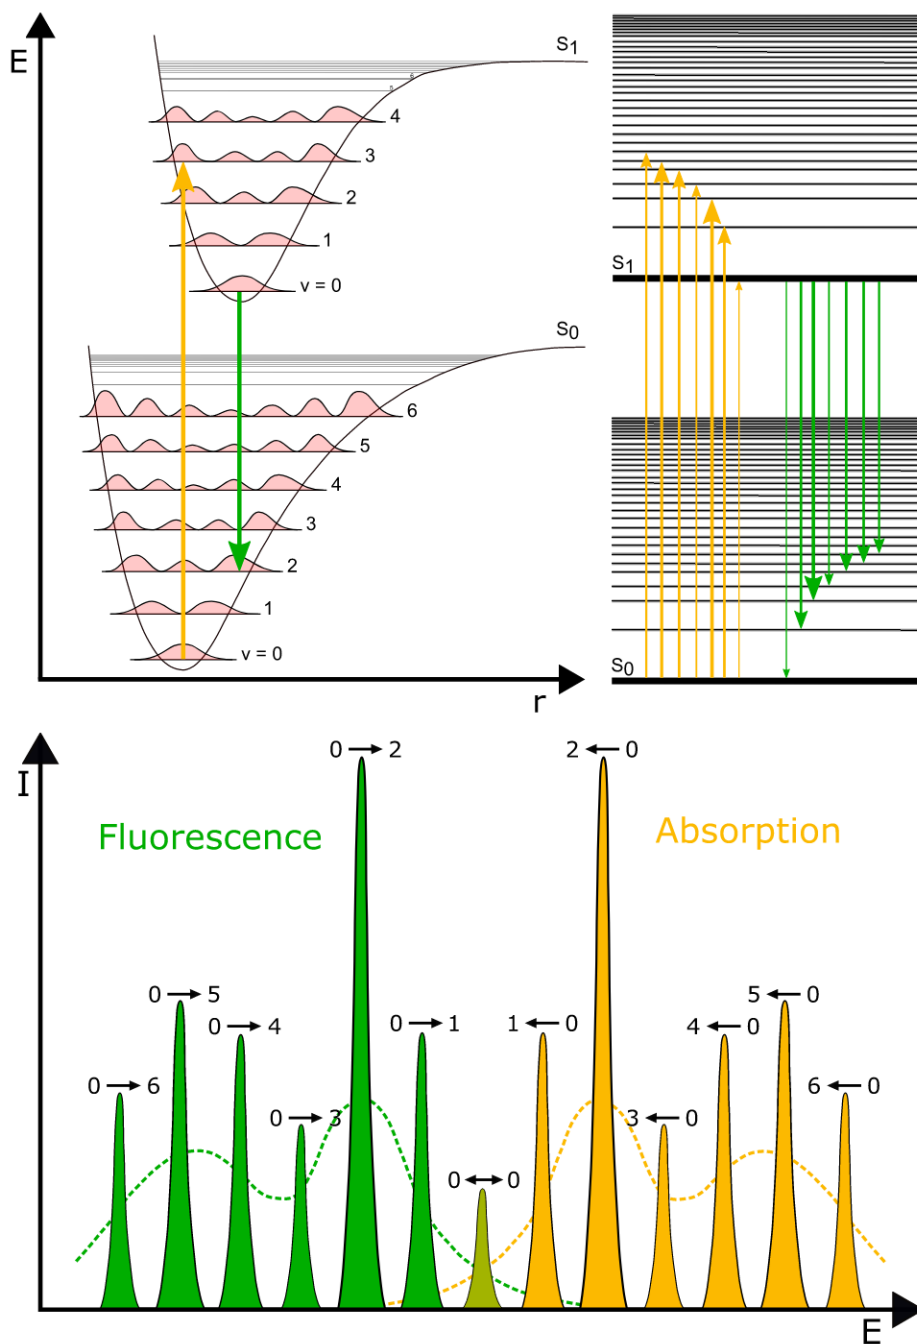 E
S1
6
5
4
3
2
1
v = 0
S0
6
5
4
3
2
1
v = 0
r
S1
S0
I
Fluorescence
Absorption
0 → 2
2 ← 0
0 → 5
0 → 4
0 → 1
1 ← 0
4 ← 0
5 ← 0
0 → 6
0 → 3
3 ← 0
6 ← 0
0 ↔ 0
E